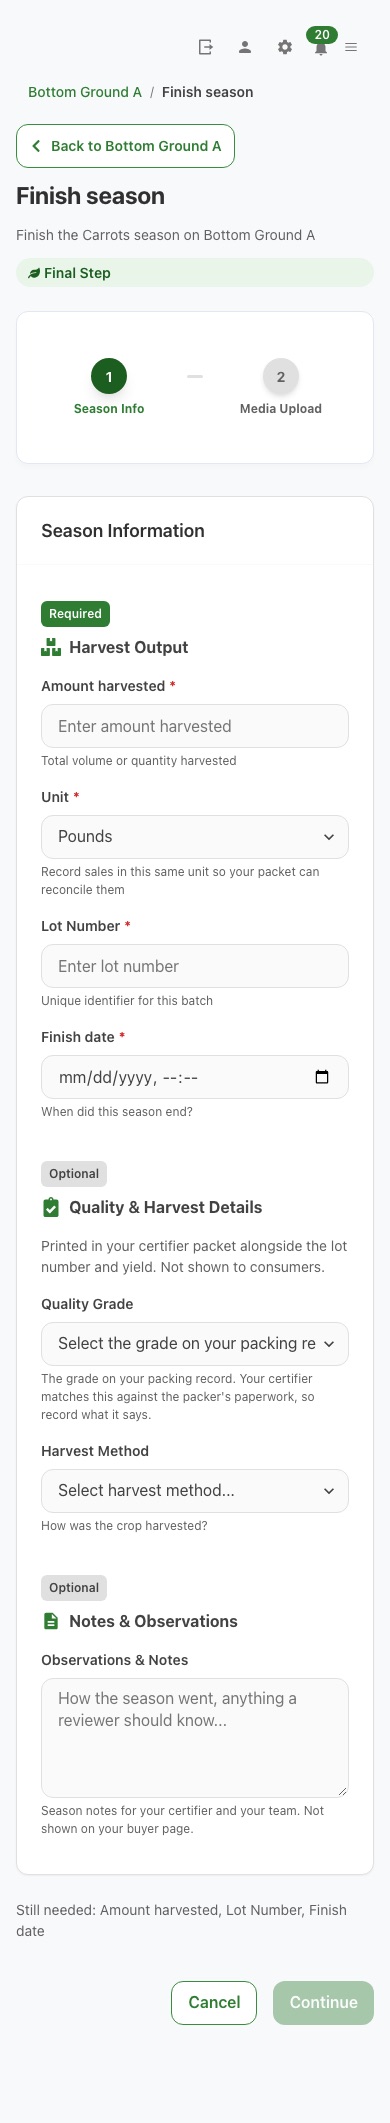 20
Bottom Ground A / Finish season
Back to Bottom Ground A
Finish season
Finish the Carrots season on Bottom Ground A
Final Step
1
Season Info
2
Media Upload
Season Information
Required
Harvest Output
Amount harvested *
Enter amount harvested
Total volume or quantity harvested
Unit *
Pounds
Record sales in this same unit so your packet can
reconcile them
Lot Number *
Enter lot number
Unique identifier for this batch
Finish date *
mm/dd/yyyy, --:--
When did this season end?
Optional
Quality & Harvest Details
Printed in your certifier packet alongside the lot
number and yield. Not shown to consumers.
Quality Grade
Select the grade on your packing re
The grade on your packing record. Your certifier
matches this against the packer's paperwork, so
record what it says.
Harvest Method
Select harvest method...
How was the crop harvested?
Optional
Notes & Observations
Observations & Notes
How the season went, anything a
reviewer should know...
Season notes for your certifier and your team. Not
shown on your buyer page.
Still needed: Amount harvested, Lot Number, Finish
date
Cancel
Continue